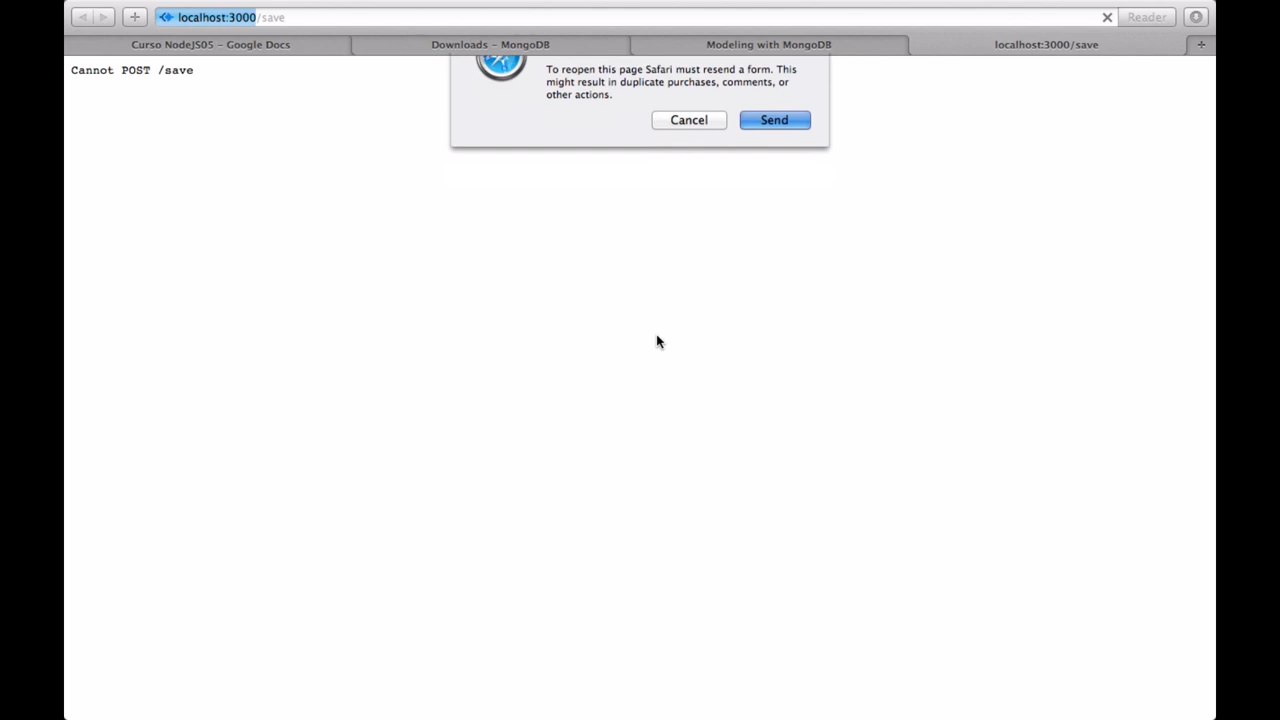 localhost:3000/save
Reader
Curso NodeJS05 – Google Docs
Downloads – MongoDB
Modeling with MongoDB
localhost:3000/save
Cannot POST /save
To reopen this page Safari must resend a form. This
might result in duplicate purchases, comments, or
other actions.
Cancel
Send